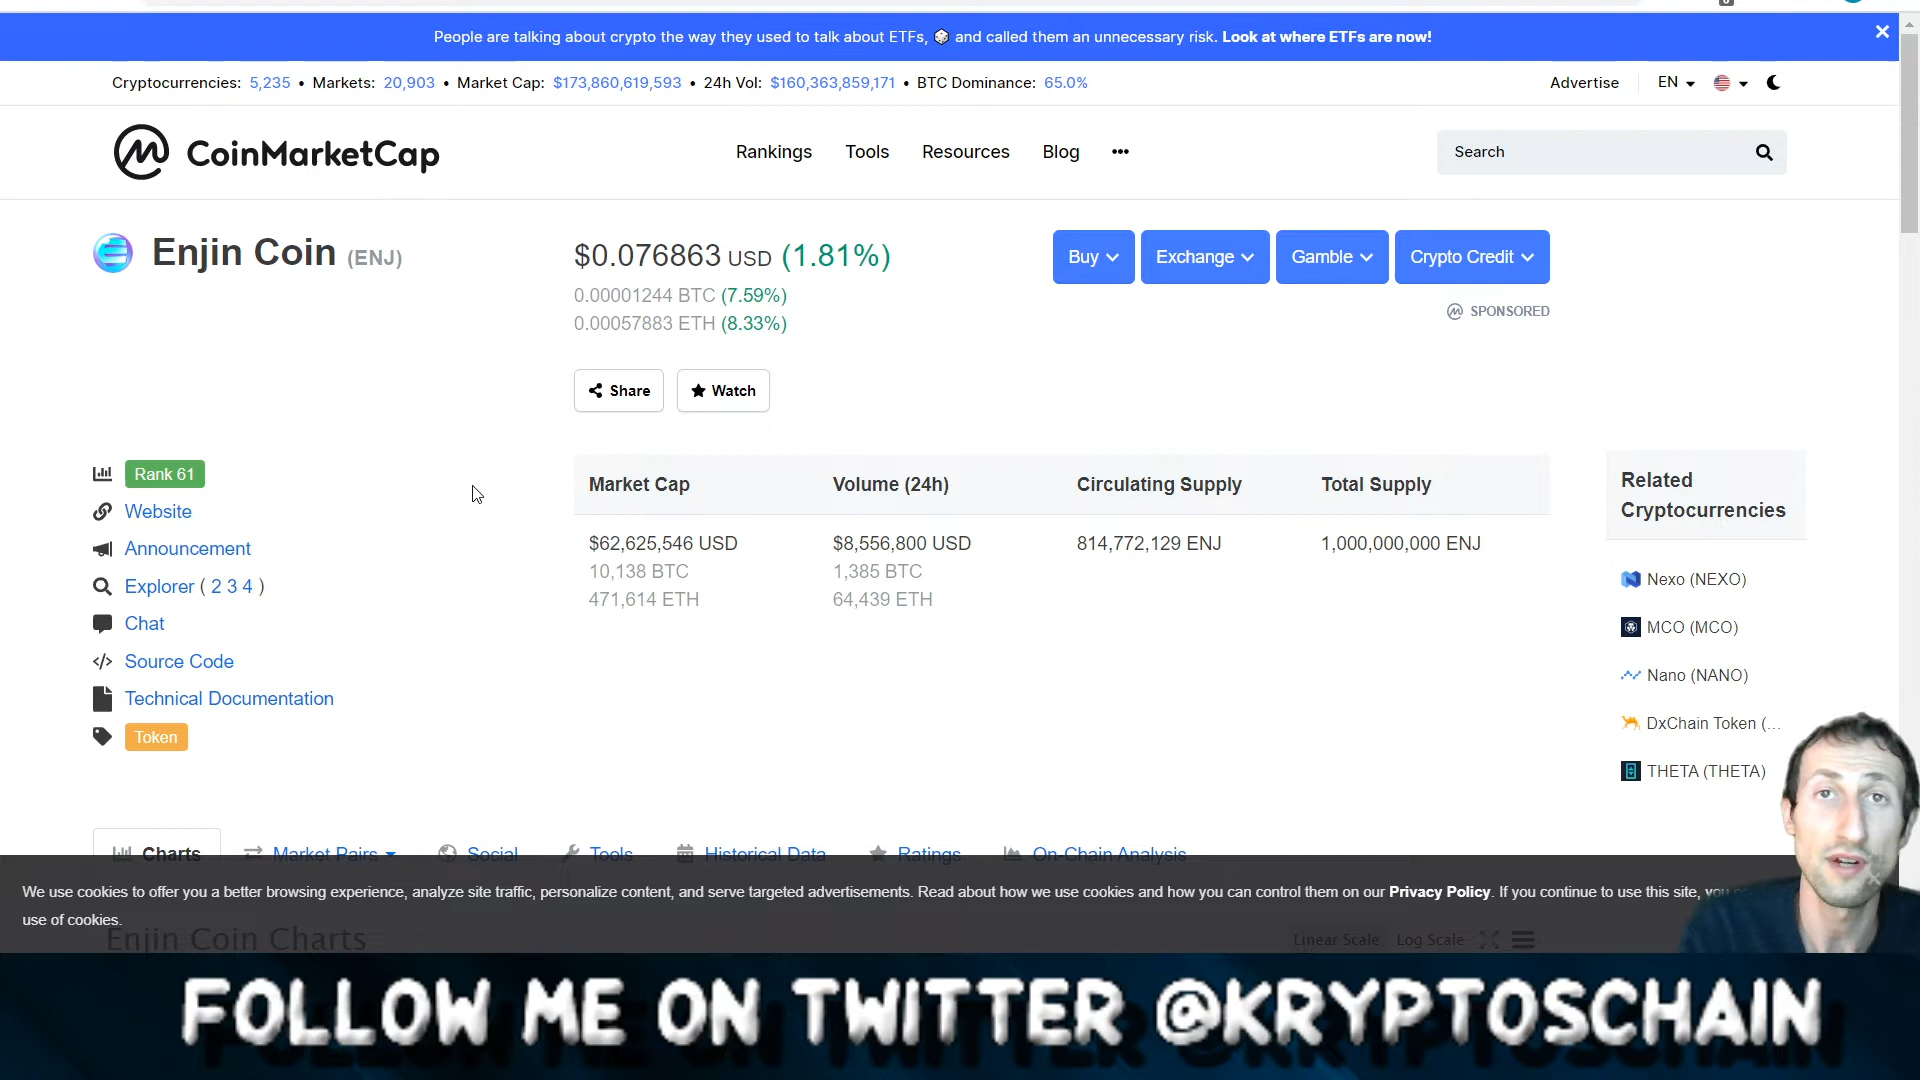 People are talking about crypto the way they used to talk about ETFs, 🎲 and called them an unnecessary risk. Look at where ETFs are now!
Cryptocurrencies: 5,235 • Markets: 20,903 • Market Cap: $173,860,619,593 • 24h Vol: $160,363,859,171 • BTC Dominance: 65.0%
Advertise
EN
CoinMarketCap
Rankings
Tools
Resources
Blog
Search
Enjin Coin (ENJ)
$0.076863 USD (1.81%)
0.00001244 BTC (7.59%)
0.00057883 ETH (8.33%)
Share
Watch
Buy
Exchange
Gamble
Crypto Credit
SPONSORED
Rank 61
Website
Announcement
Explorer ( 2 3 4 )
Chat
Source Code
Technical Documentation
Token
Market Cap
Volume (24h)
Circulating Supply
Total Supply
$62,625,546 USD
$8,556,800 USD
814,772,129 ENJ
1,000,000,000 ENJ
10,138 BTC
1,385 BTC
471,614 ETH
64,439 ETH
Related
Cryptocurrencies
Nexo (NEXO)
MCO (MCO)
Nano (NANO)
DxChain Token (...
THETA (THETA)
Charts
Market Pairs
Social
Tools
Historical Data
Ratings
On-Chain Analysis
We use cookies to offer you a better browsing experience, analyze site traffic, personalize content, and serve targeted advertisements. Read about how we use cookies and how you can control them on our Privacy Policy. If you continue to use this site, you
use of cookies.
Enjin Coin Charts
Linear Scale
Log Scale
FOLLOW ME ON TWITTER @KRYPTOSCHAIN